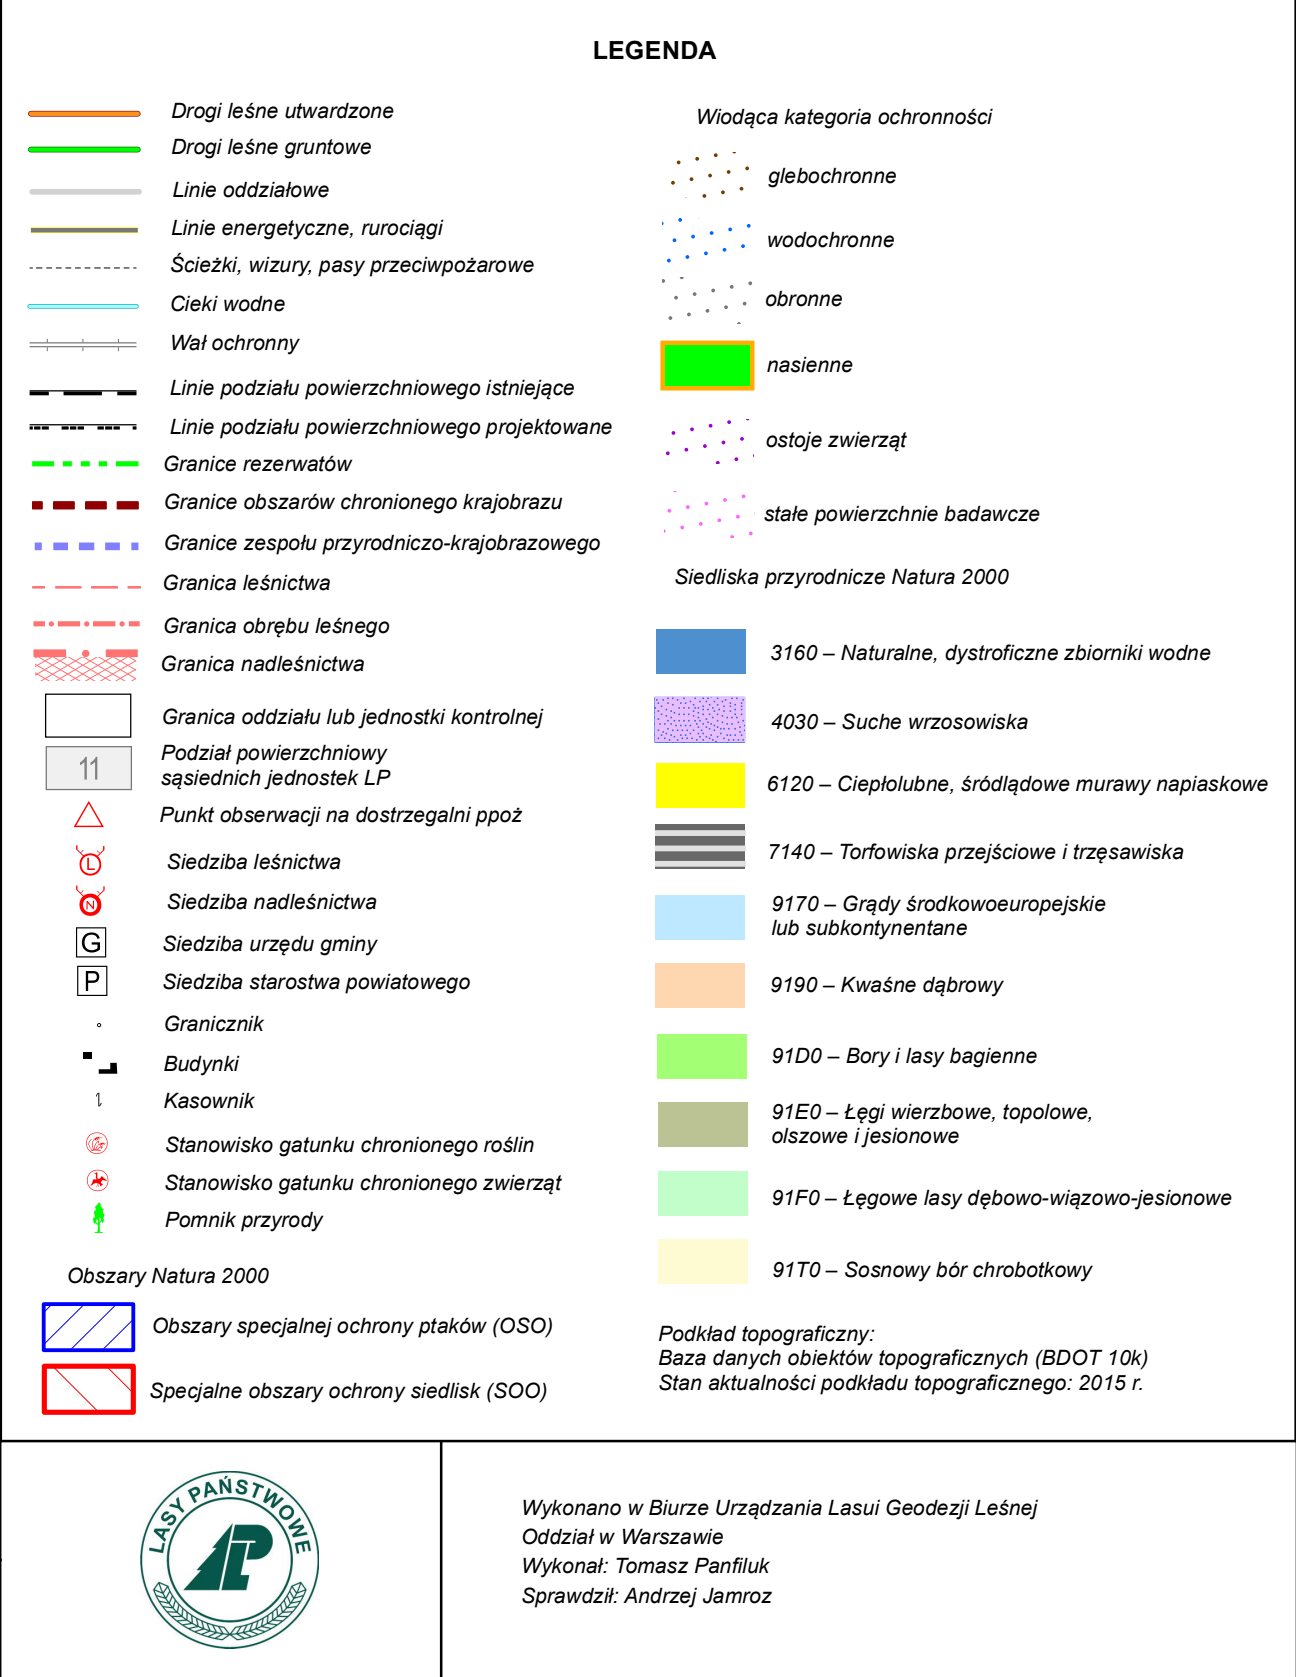 LEGENDA
Drogi leśne utwardzone
Drogi leśne gruntowe
Linie oddziałowe
Linie energetyczne, rurociągi
Ścieżki, wizury, pasy przeciwpożarowe
Cieki wodne
Wał ochronny
Linie podziału powierzchniowego istniejące
Linie podziału powierzchniowego projektowane
Granice rezerwatów
Granice obszarów chronionego krajobrazu
Granice zespołu przyrodniczo-krajobrazowego
Granica leśnictwa
Granica obrębu leśnego
Granica nadleśnictwa
Granica oddziału lub jednostki kontrolnej
11
Podział powierzchniowy
sąsiednich jednostek LP
Punkt obserwacji na dostrzegalni ppoż
L
Siedziba leśnictwa
N
Siedziba nadleśnictwa
G
Siedziba urzędu gminy
P
Siedziba starostwa powiatowego
Granicznik
Budynki
Kasownik
Stanowisko gatunku chronionego roślin
Stanowisko gatunku chronionego zwierząt
Pomnik przyrody
Obszary Natura 2000
Obszary specjalnej ochrony ptaków (OSO)
Specjalne obszary ochrony siedlisk (SOO)
Wiodąca kategoria ochronności
glebochronne
wodochronne
obronne
nasienne
ostoje zwierząt
stałe powierzchnie badawcze
Siedliska przyrodnicze Natura 2000
3160 – Naturalne, dystroficzne zbiorniki wodne
4030 – Suche wrzosowiska
6120 – Ciepłolubne, śródlądowe murawy napiaskowe
7140 – Torfowiska przejściowe i trzęsawiska
9170 – Grądy środkowoeuropejskie
lub subkontynentane
9190 – Kwaśne dąbrowy
91D0 – Bory i lasy bagienne
91E0 – Łęgi wierzbowe, topolowe,
olszowe i jesionowe
91F0 – Łęgowe lasy dębowo-wiązowo-jesionowe
91T0 – Sosnowy bór chrobotkowy
Podkład topograficzny:
Baza danych obiektów topograficznych (BDOT 10k)
Stan aktualności podkładu topograficznego: 2015 r.
LASY PAŃSTWOWE
LP
Wykonano w Biurze Urządzania Lasui Geodezji Leśnej
Oddział w Warszawie
Wykonał: Tomasz Panfiluk
Sprawdził: Andrzej Jamroz